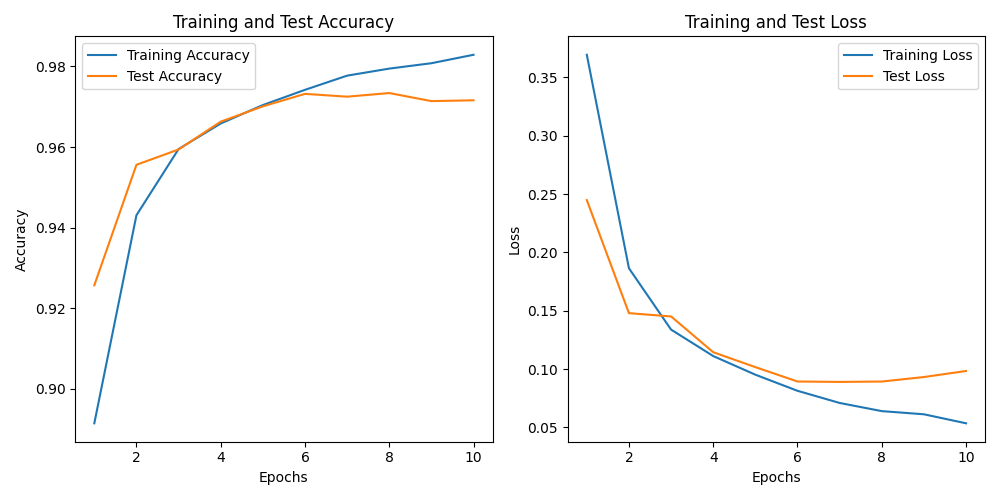 Training and Test Accuracy
Training Accuracy
Test Accuracy
0.98
0.96
0.94
0.92
0.90
Accuracy
2 4 6 8 10
Epochs
Training and Test Loss
Training Loss
Test Loss
0.35
0.30
0.25
0.20
0.15
0.10
0.05
Loss
2 4 6 8 10
Epochs